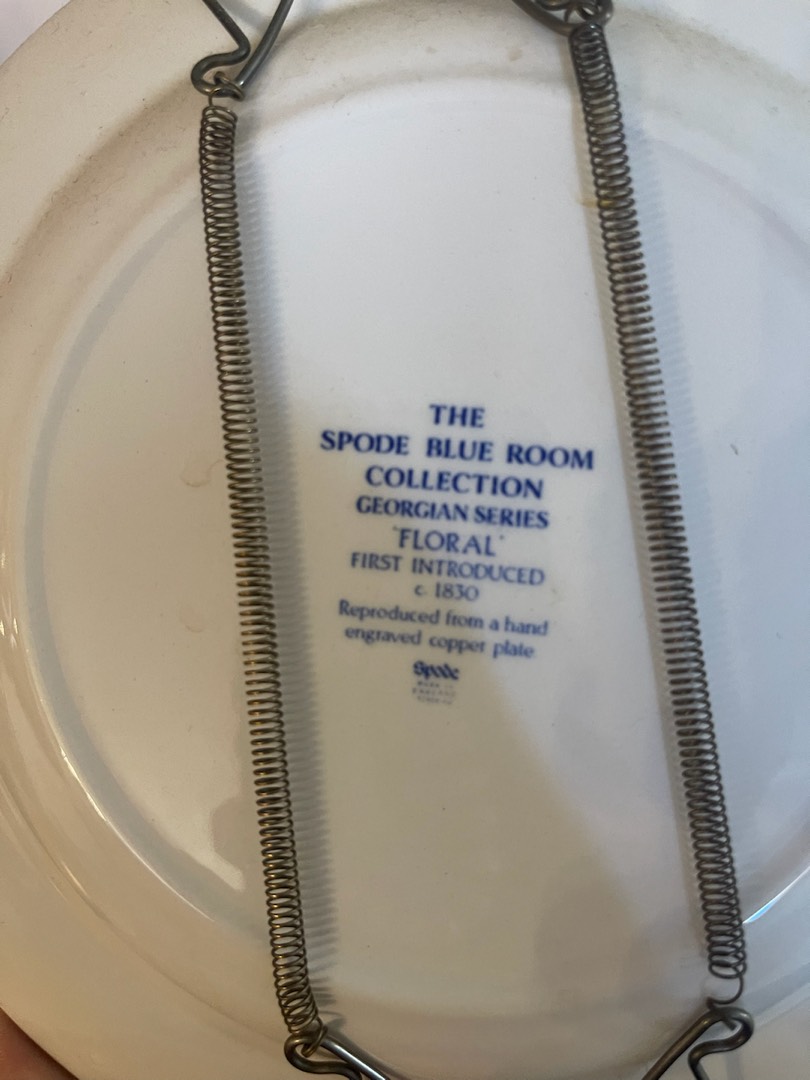 THE
SPODE BLUE ROOM
COLLECTION
GEORGIAN SERIES
'FLORAL'
FIRST INTRODUCED
c. 1830
Reproduced from a hand
engraved copper plate
Spode